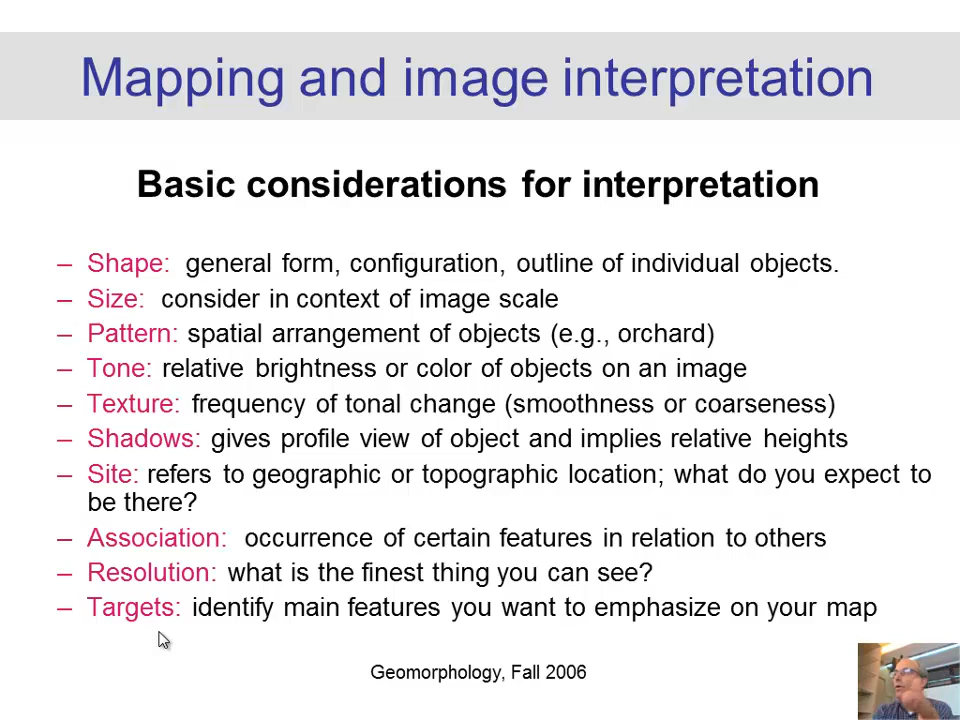 Mapping and image interpretation
Basic considerations for interpretation
– Shape: general form, configuration, outline of individual objects.
– Size: consider in context of image scale
– Pattern: spatial arrangement of objects (e.g., orchard)
– Tone: relative brightness or color of objects on an image
– Texture: frequency of tonal change (smoothness or coarseness)
– Shadows: gives profile view of object and implies relative heights
– Site: refers to geographic or topographic location; what do you expect to
be there?
– Association: occurrence of certain features in relation to others
– Resolution: what is the finest thing you can see?
– Targets: identify main features you want to emphasize on your map
Geomorphology, Fall 2006